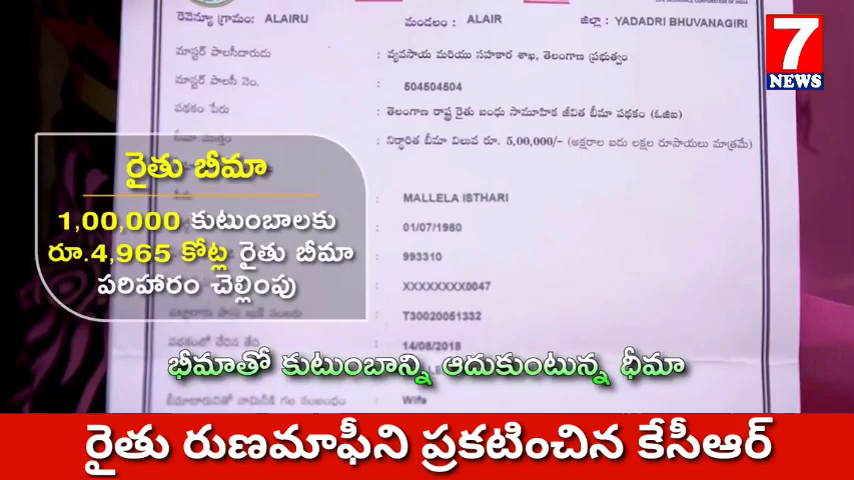 రెవెన్యూ గ్రామం: ALAIRU మండలం : ALAIR జిల్లా : YADADRI BHUVANAGIRI
7
NEWS
మాస్టర్ పాలసీదారుడు : వ్యవసాయ మరియు సహకార శాఖ, తెలంగాణ ప్రభుత్వం
మాస్టర్ పాలసీ నెం. : 504504504
పథకం పేరు : తెలంగాణ రాష్ట్ర రైతు బంధు సామూహిక జీవిత బీమా పథకం (ఓజిఐ)
బీమా మొత్తం : నిర్ధారిత బీమా విలువ రూ. 5,00,000/- (అక్షరాల ఐదు లక్షల రూపాయలు మాత్రమే)
రైతు బీమా
1,00,000 కుటుంబాలకు
రూ.4,965 కోట్ల రైతు బీమా
పరిహారం చెల్లింపు
: MALLELA ISTHARI
: 01/07/1980
: 993310
: XXXXXXXX0047
: T30020051332
పథకంలో చేరిన తేది : 14/08/2018
భీమాతో కుటుంబాన్ని ఆదుకుంటున్న ధీమా
బీమాదారునితో నామినీకి గల సంబంధం : Wife
రైతు రుణమాఫీని ప్రకటించిన కేసీఆర్